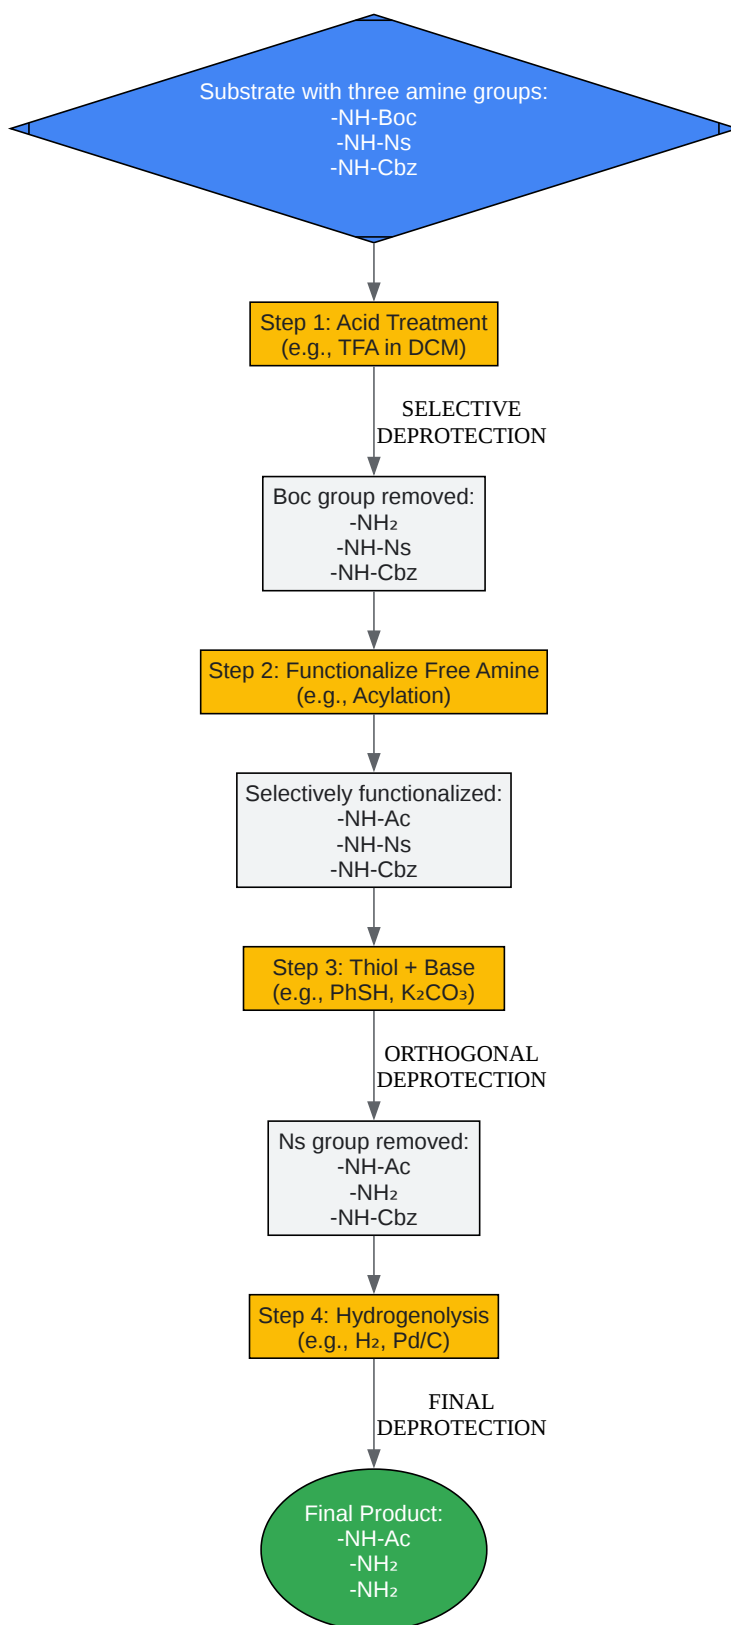 Substrate with three amine groups:
-NH-Boc
-NH-Ns
-NH-Cbz
Step 1: Acid Treatment
(e.g., TFA in DCM)
SELECTIVE
DEPROTECTION
Boc group removed:
-NH₂
-NH-Ns
-NH-Cbz
Step 2: Functionalize Free Amine
(e.g., Acylation)
Selectively functionalized:
-NH-Ac
-NH-Ns
-NH-Cbz
Step 3: Thiol + Base
(e.g., PhSH, K₂CO₃)
ORTHOGONAL
DEPROTECTION
Ns group removed:
-NH-Ac
-NH₂
-NH-Cbz
Step 4: Hydrogenolysis
(e.g., H₂, Pd/C)
FINAL
DEPROTECTION
Final Product:
-NH-Ac
-NH₂
-NH₂